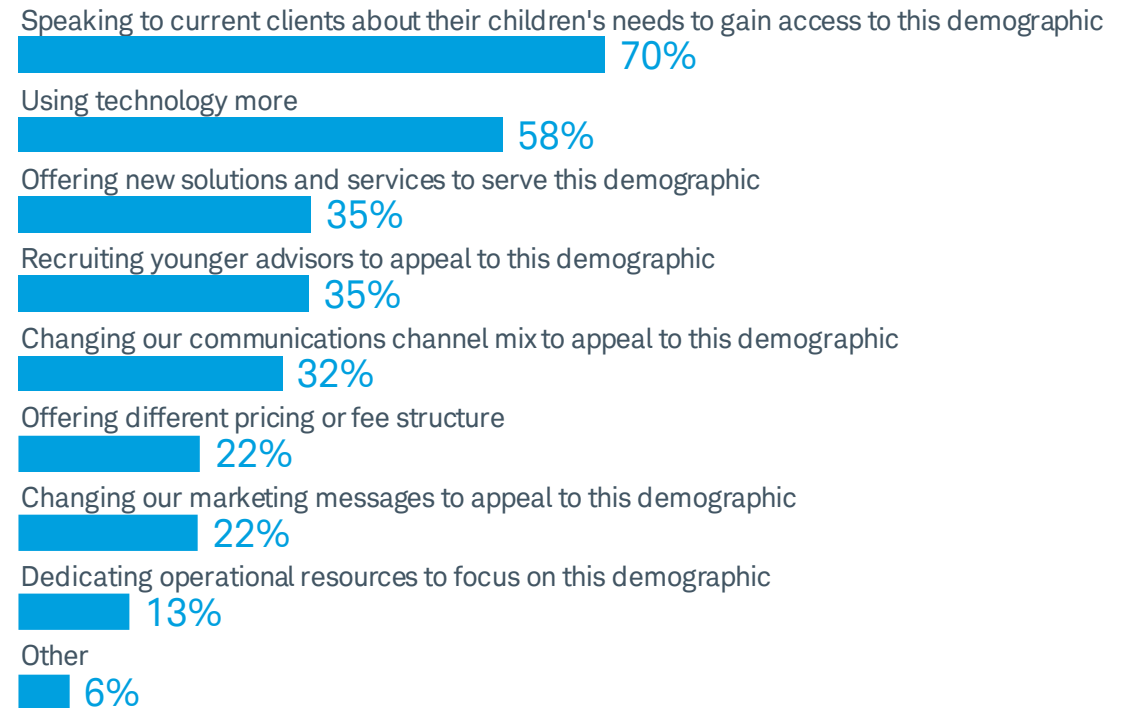 Speaking to current clients about their children's needs to gain access to this demographic
70%
Using technology more
58%
Offering new solutions and services to serve this demographic
35%
Recruiting younger advisors to appeal to this demographic
35%
Changing our communications channel mix to appeal to this demographic
32%
Offering different pricing or fee structure
22%
Changing our marketing messages to appeal to this demographic
22%
Dedicating operational resources to focus on this demographic
13%
Other
6%